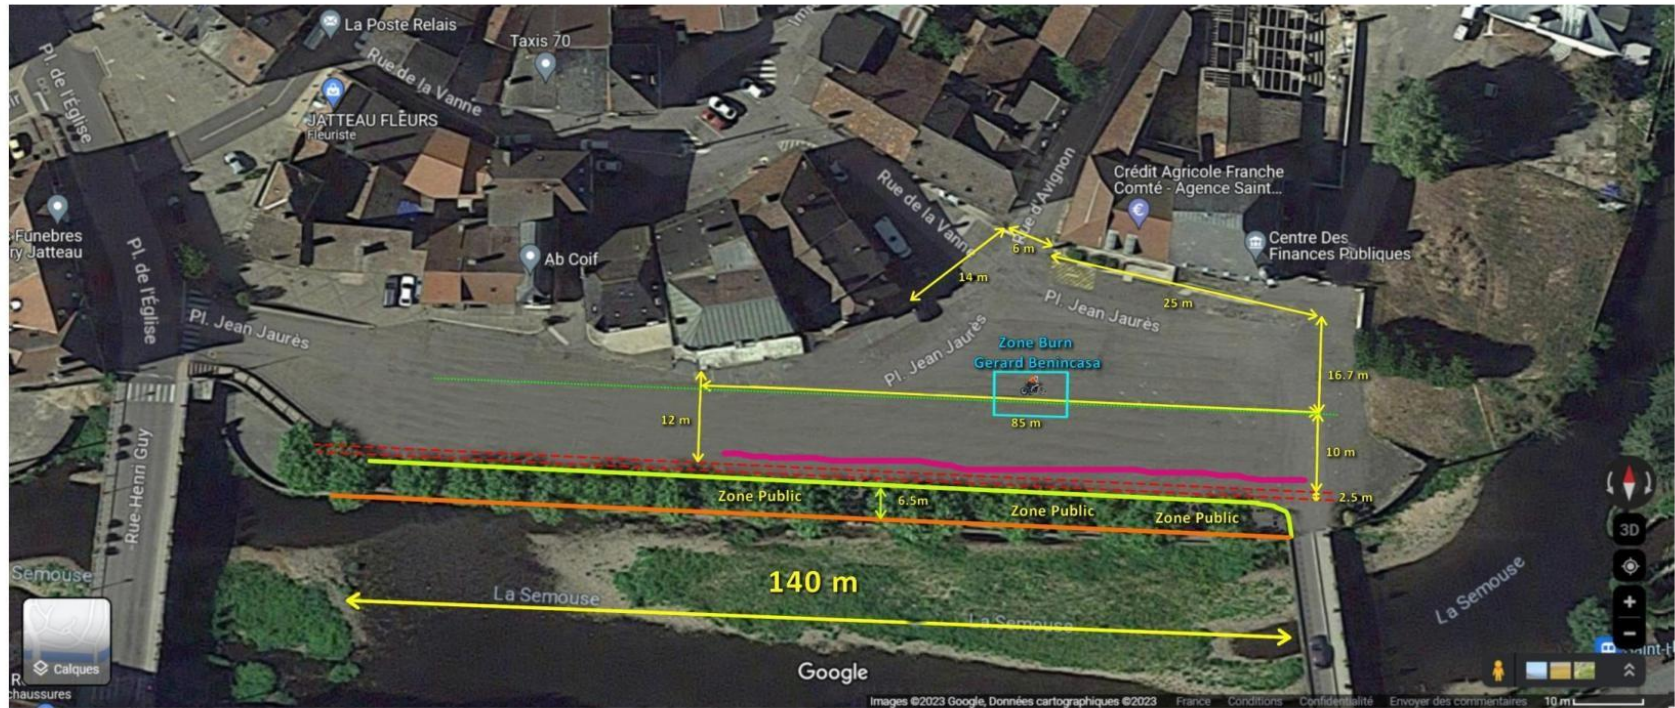 La Poste Relais
Taxis 70
Pl. de l'Église
Rue de la Vanne
JATTEAU FLEURS
Fleuriste
Crédit Agricole Franche
Comté - Agence Saint...
Rue d'Avignon
Rue de la Vanne
Funebres
ry Jatteau
Pl. de l'Église
Ab Coif
Centre Des
Finances Publiques
6 m
14 m
25 m
Pl. Jean Jaurès
Pl. Jean Jaurès
Pl. Jean Jaurès
Zone Burn
Gerard Benincasa
16.7 m
12 m
85 m
10 m
Rue Henri Guy
Zone Public
6.5m
Zone Public
Zone Public
2.5 m
3D
Semouse
140 m
La Semouse
La Semouse
La Semouse
Calques
Google
chaussures
Images ©2023 Google, Données cartographiques ©2023
France
Conditions
Confidentialité
Envoyer des commentaires
10 m